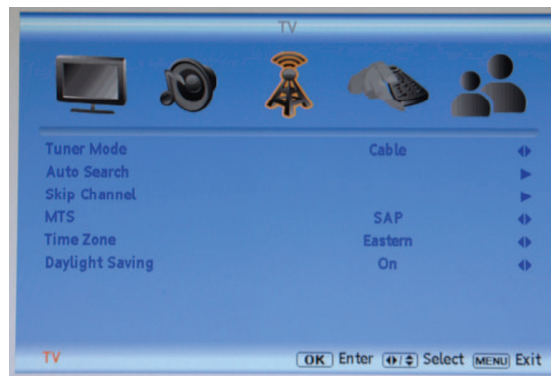 TV
Tuner Mode Cable
Auto Search
Skip Channel
MTS SAP
Time Zone Eastern
Daylight Saving On
TV OK Enter Select MENU Exit